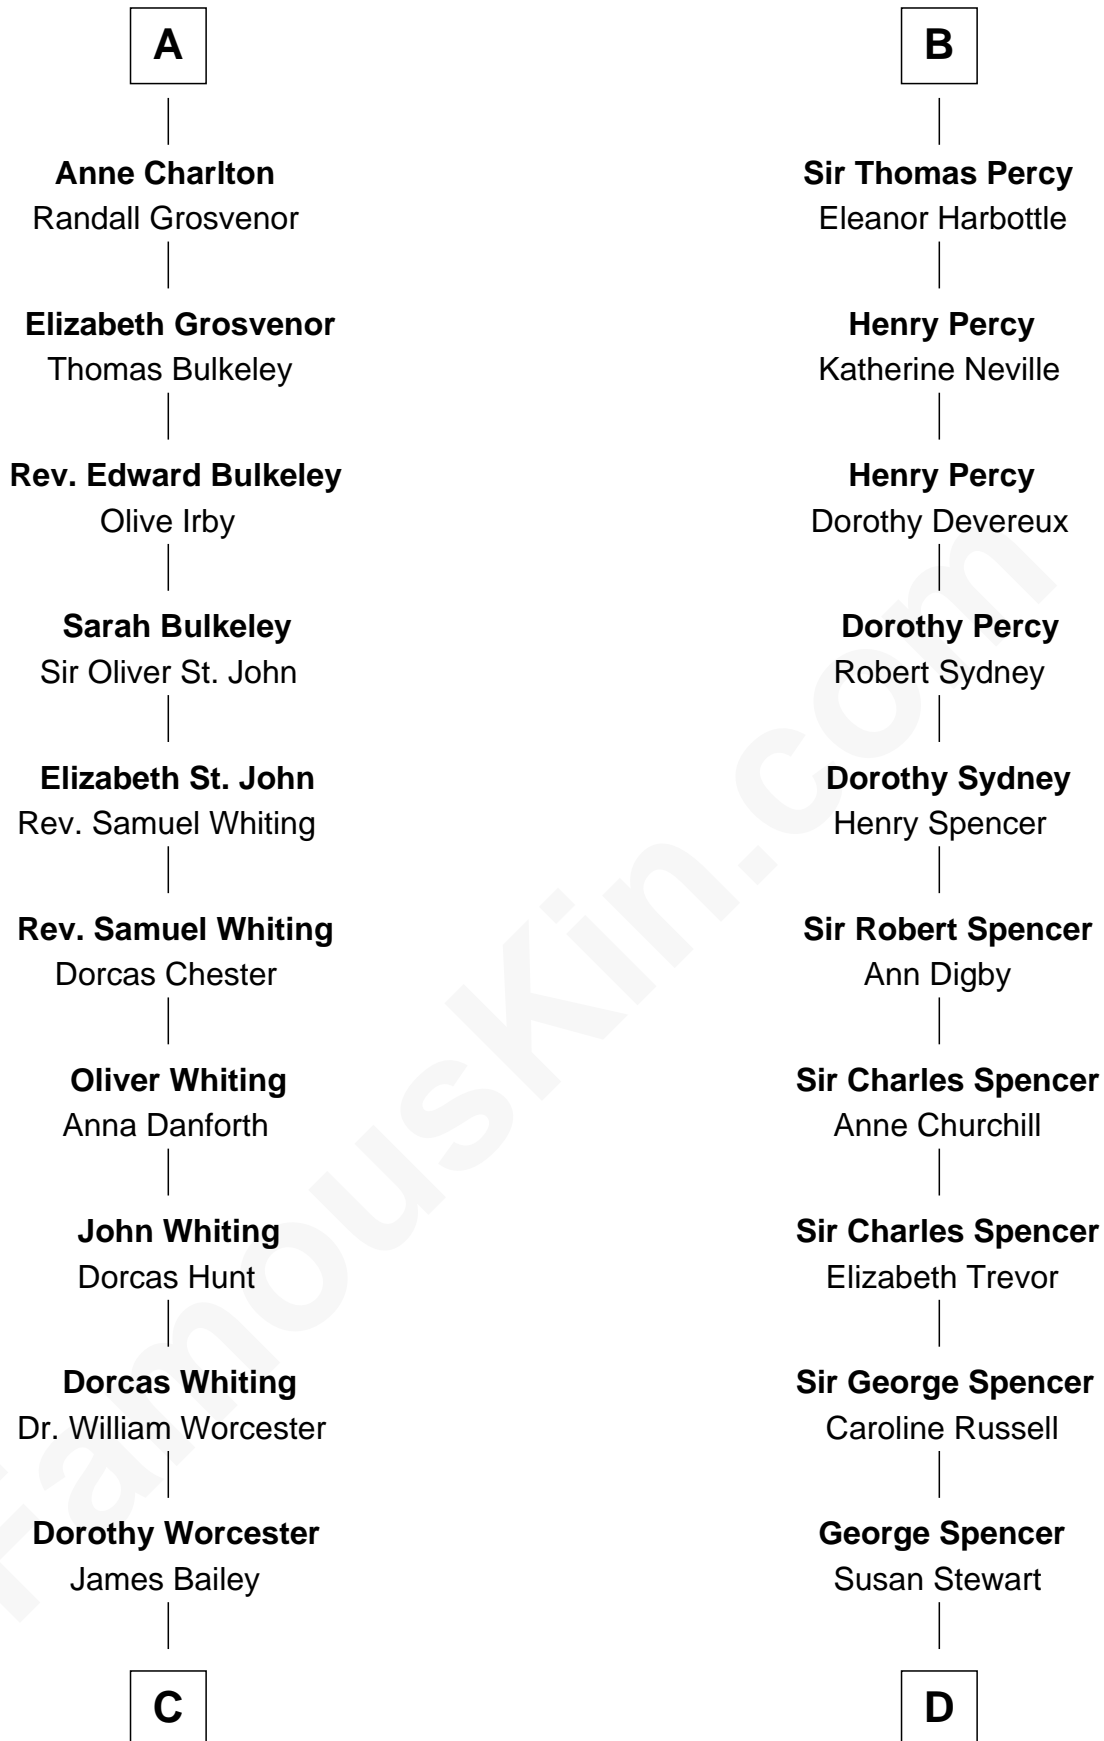 A
Anne Charlton
Randall Grosvenor
Elizabeth Grosvenor
Thomas Bulkeley
Rev. Edward Bulkeley
Olive Irby
Sarah Bulkeley
Sir Oliver St. John
Elizabeth St. John
Rev. Samuel Whiting
Rev. Samuel Whiting
Dorcas Chester
Oliver Whiting
Anna Danforth
John Whiting
Dorcas Hunt
Dorcas Whiting
Dr. William Worcester
Dorothy Worcester
James Bailey
C
B
Sir Thomas Percy
Eleanor Harbottle
Henry Percy
Katherine Neville
Henry Percy
Dorothy Devereux
Dorothy Percy
Robert Sydney
Dorothy Sydney
Henry Spencer
Sir Robert Spencer
Ann Digby
Sir Charles Spencer
Anne Churchill
Sir Charles Spencer
Elizabeth Trevor
Sir George Spencer
Caroline Russell
George Spencer
Susan Stewart
D
FamousKin.com